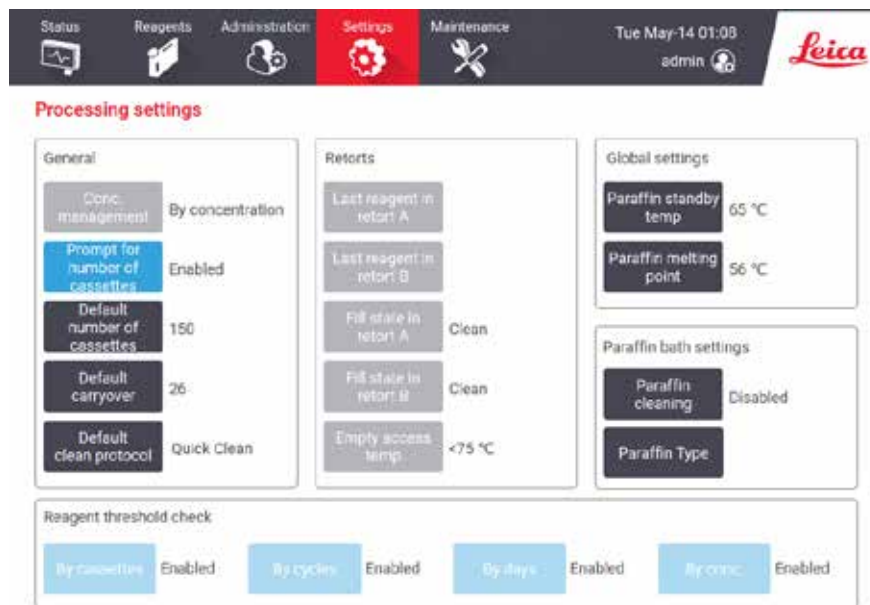 Status Reagents Administration Settings Maintenance Tue May-14 01:08
admin
Leica
Processing settings
General
Conc.
management
By concentration
Prompt for
number of
cassettes
Enabled
Default
number of
cassettes
150
Default
carryover
26
Default
clean protocol
Quick Clean
Retorts
Last reagent in
retort A
Last reagent in
retort B
Fill state in
retort A
Clean
Fill state in
retort B
Clean
Empty access
temp.
<75 °C
Global settings
Paraffin standby
temp
65 °C
Paraffin melting
point
56 °C
Paraffin bath settings
Paraffin
cleaning
Disabled
Paraffin Type
Reagent threshold check
By cassettes Enabled By cycles Enabled By days Enabled By conc. Enabled